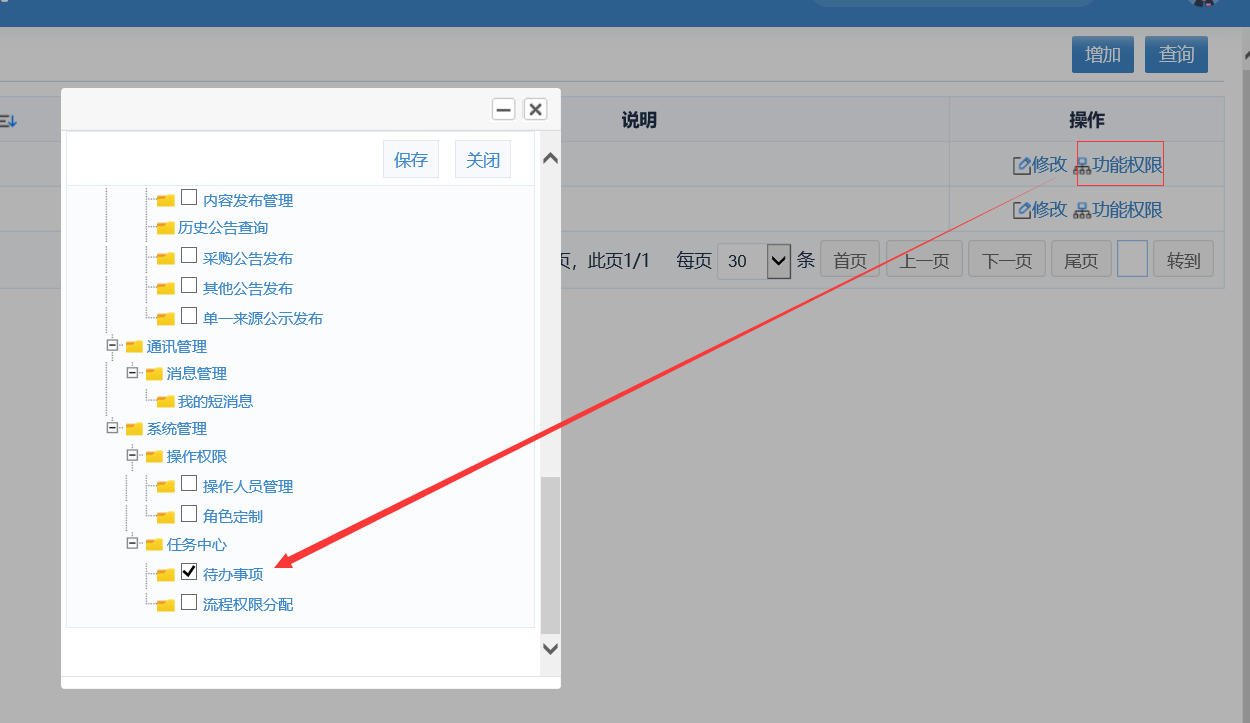 增加 查询
说明 操作
修改 功能权限
修改 功能权限
页，此页1/1 每页 30 条 首页 上一页 下一页 尾页 转到
保存 关闭
内容发布管理
历史公告查询
采购公告发布
其他公告发布
单一来源公示发布
通讯管理
消息管理
我的短消息
系统管理
操作权限
操作人员管理
角色定制
任务中心
待办事项
流程权限分配